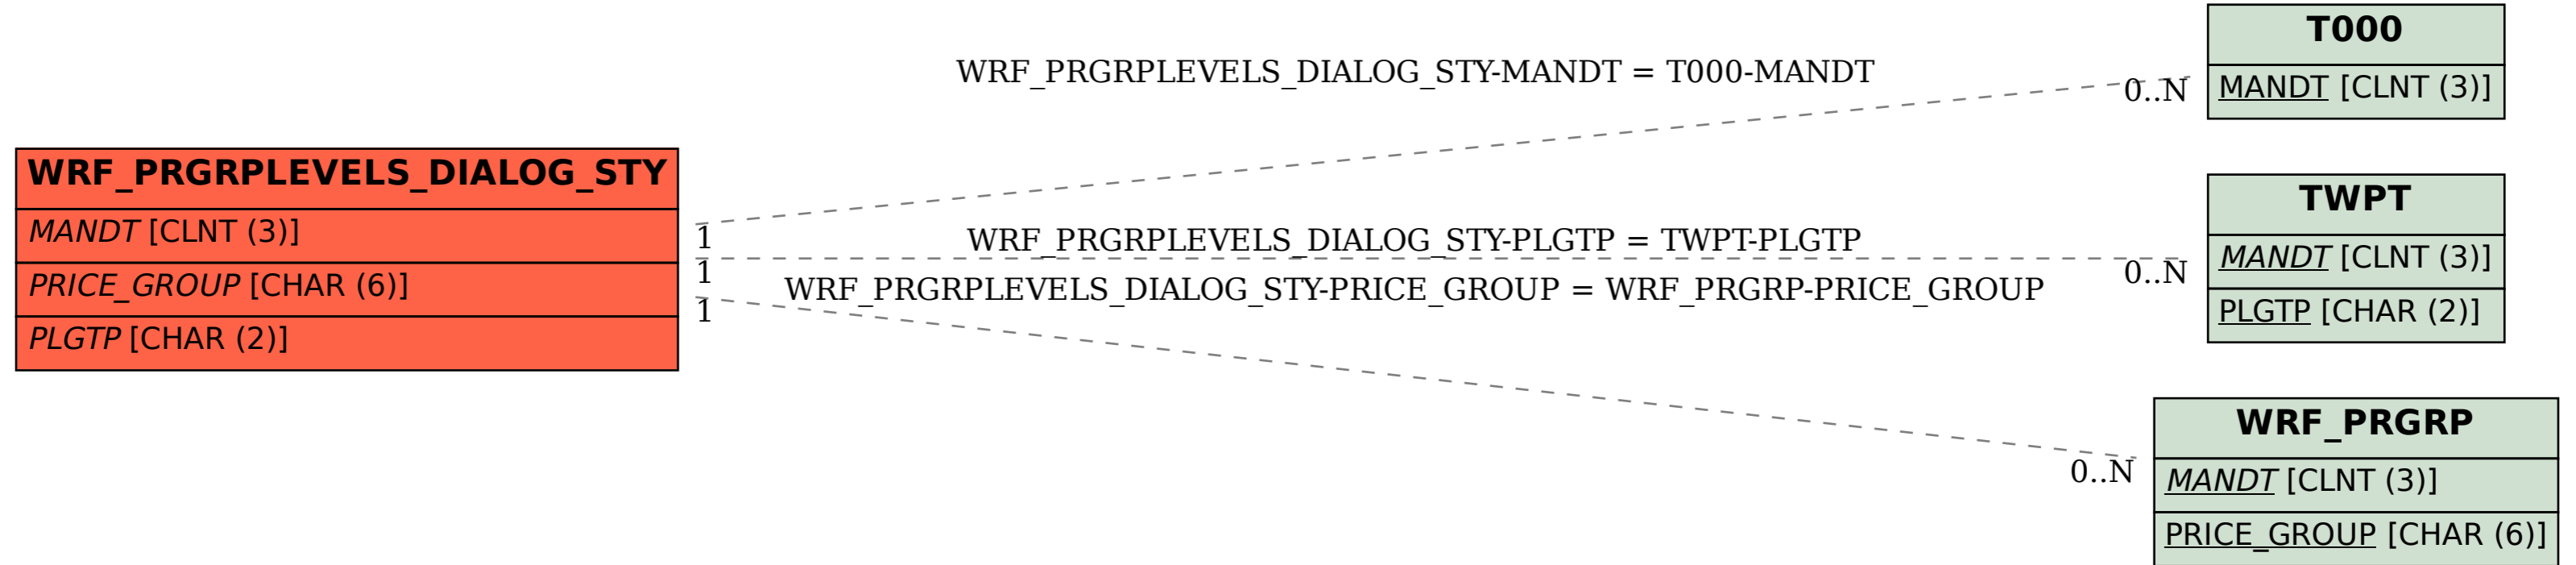 WRF_PRGRPLEVELS_DIALOG_STY
MANDT [CLNT (3)]
PRICE_GROUP [CHAR (6)]
PLGTP [CHAR (2)]
WRF_PRGRPLEVELS_DIALOG_STY-MANDT = T000-MANDT
1
0..N
WRF_PRGRPLEVELS_DIALOG_STY-PLGTP = TWPT-PLGTP
1
0..N
WRF_PRGRPLEVELS_DIALOG_STY-PRICE_GROUP = WRF_PRGRP-PRICE_GROUP
1
0..N
T000
MANDT [CLNT (3)]
TWPT
MANDT [CLNT (3)]
PLGTP [CHAR (2)]
WRF_PRGRP
MANDT [CLNT (3)]
PRICE_GROUP [CHAR (6)]